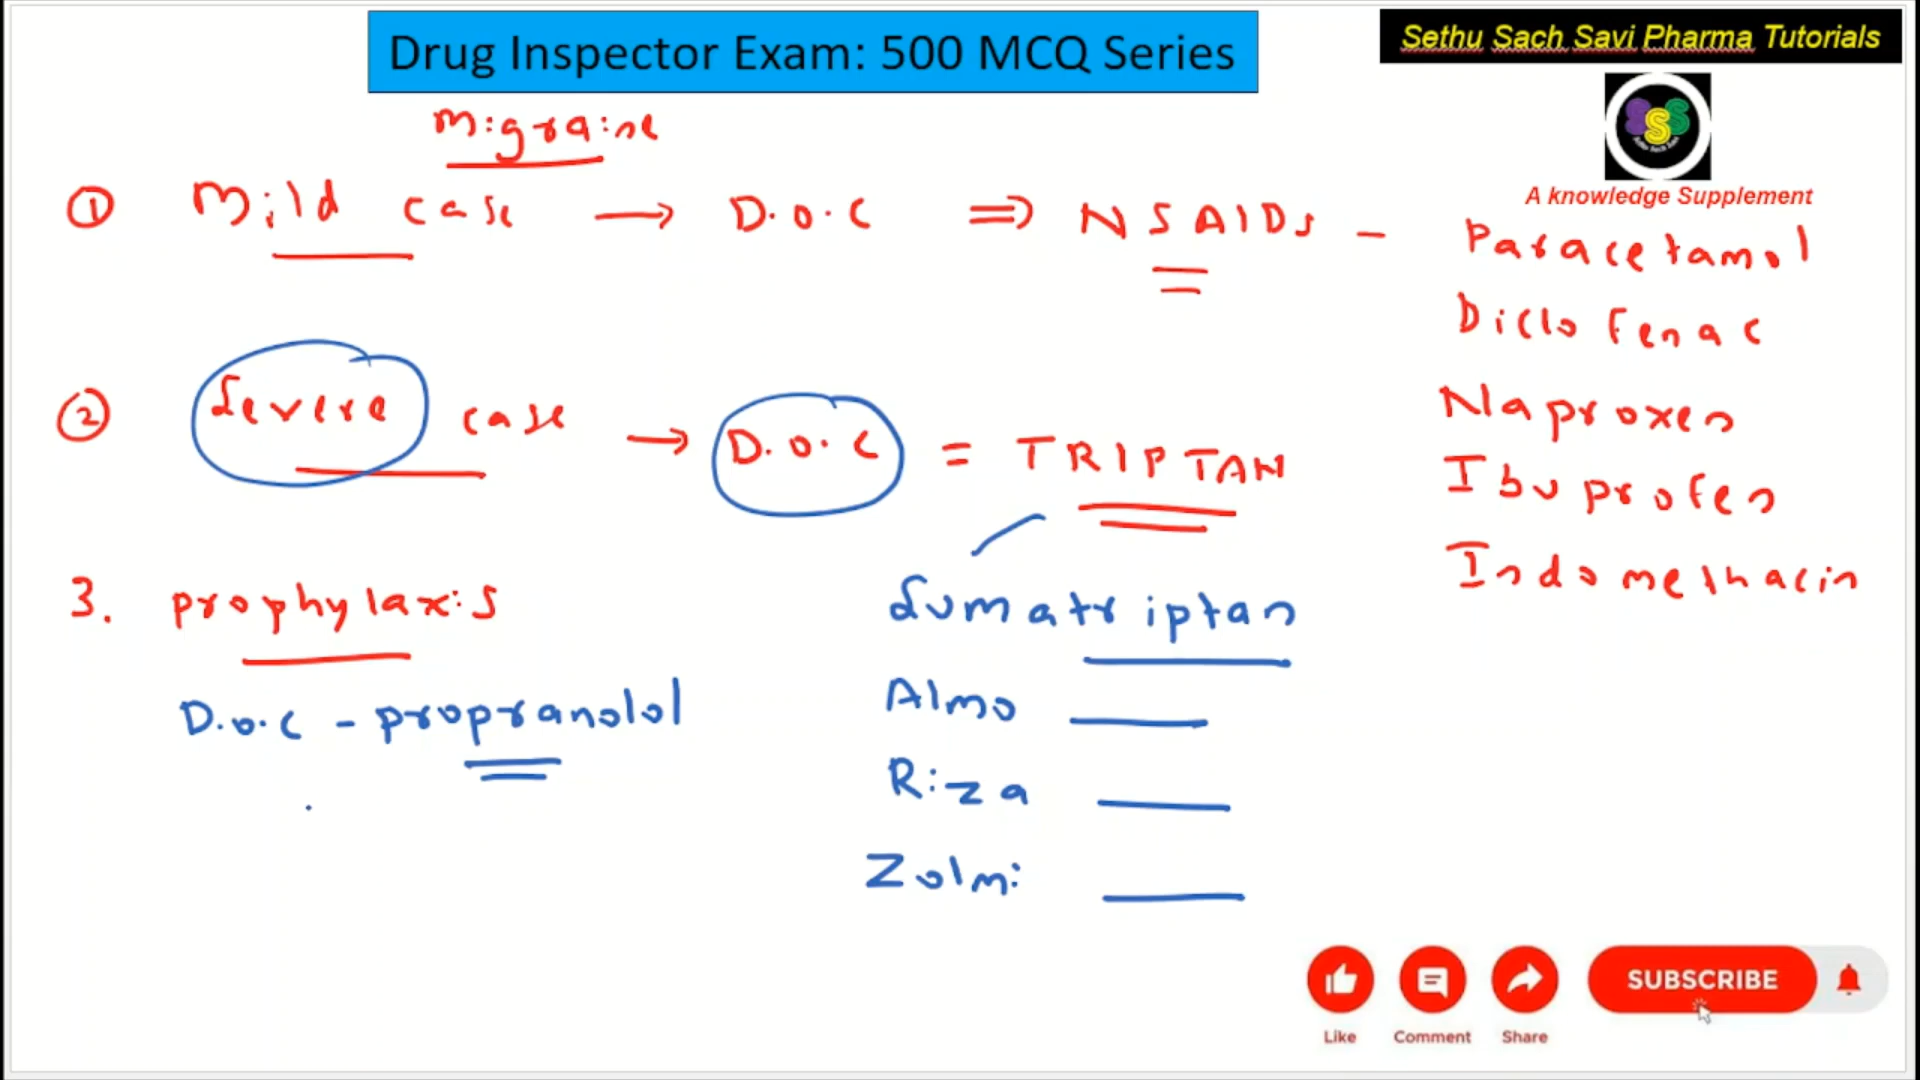 Drug Inspector Exam: 500 MCQ Series
Sethu Sach Savi Pharma Tutorials
SSS
A knowledge Supplement
Migraine
① Mild case → D.O.C ⇒ NSAIDs – Paracetamol
Diclofenac
Naproxen
Ibuprofen
Indomethacin
② Severe case → D.O.C = TRIPTAN
Sumatriptan
Almo
Riza
Zolmi
3. prophylaxis
D.O.C – propranolol
SUBSCRIBE
Like
Comment
Share